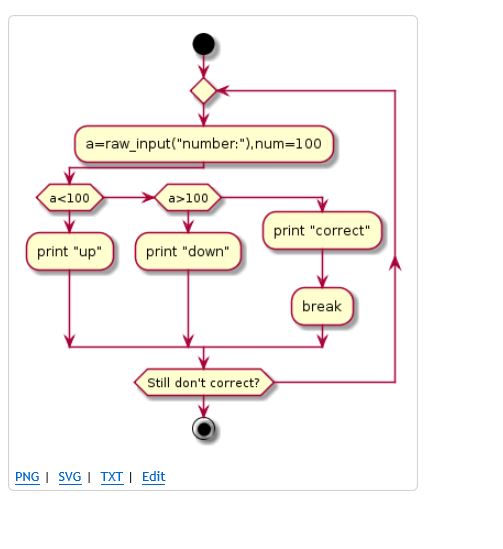 a=raw_input("number:"),num=100
a<100
a>100
print "up"
print "down"
print "correct"
break
Still don't correct?
PNG | SVG | TXT | Edit